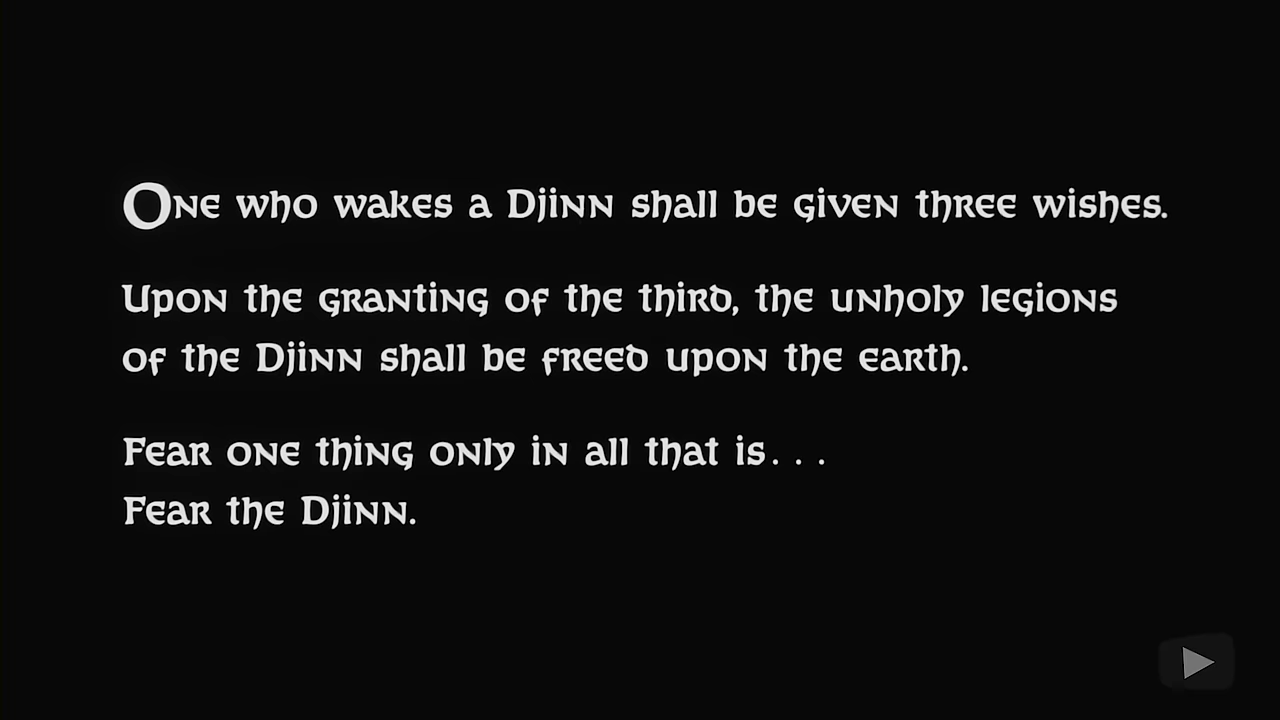 One who wakes a Djinn shall be given three wishes.
Upon the granting of the third, the unholy legions
of the Djinn shall be freed upon the earth.
Fear one thing only in all that is...
Fear the Djinn.